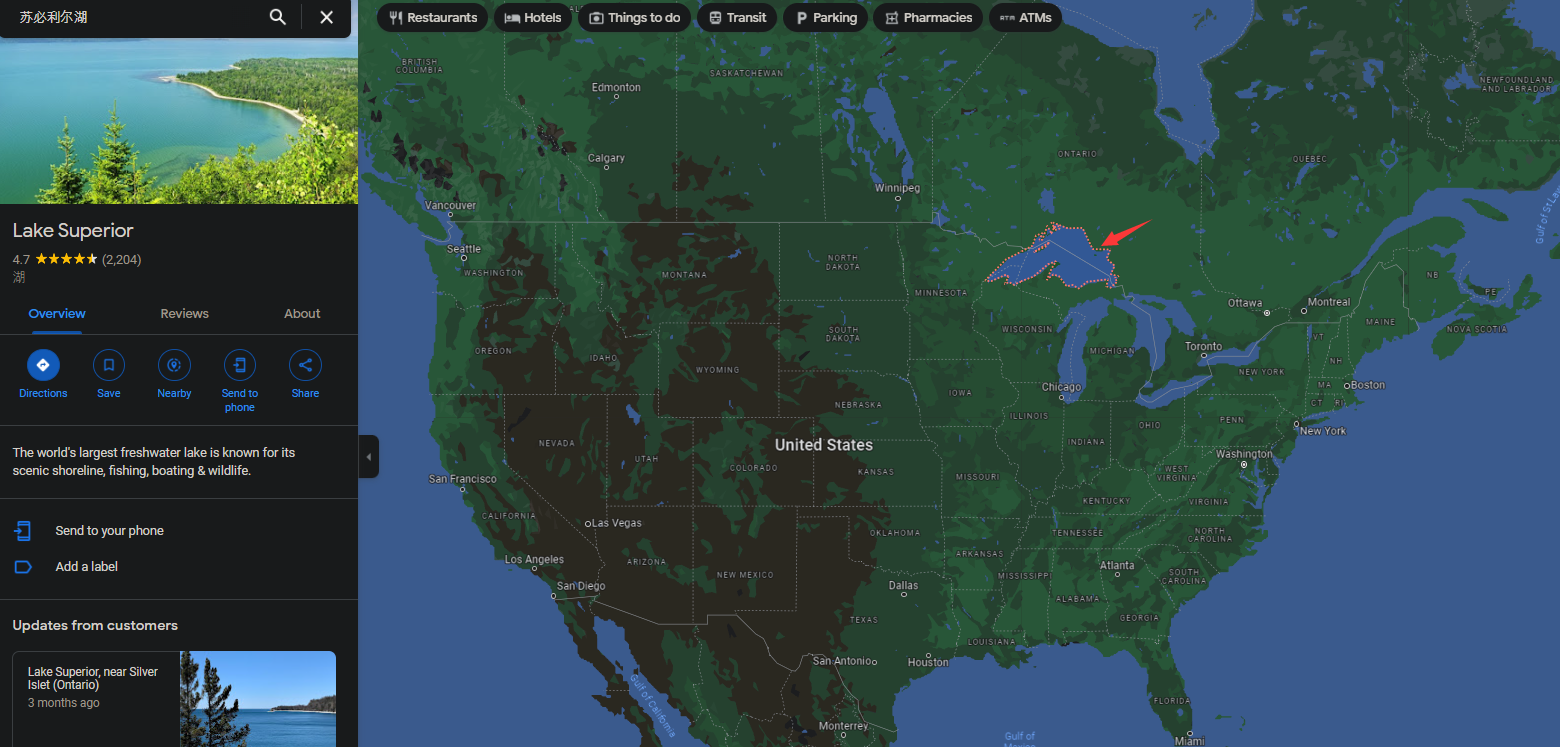 苏必利尔湖
Restaurants
Hotels
Things to do
Transit
Parking
Pharmacies
ATM ATMs
Lake Superior
4.7 (2,204)
湖
Overview
Reviews
About
Directions
Save
Nearby
Send to
phone
Share
The world's largest freshwater lake is known for its
scenic shoreline, fishing, boating & wildlife.
Send to your phone
Add a label
Updates from customers
Lake Superior, near Silver
Islet (Ontario)
3 months ago
BRITISH
COLUMBIA
SASKATCHEWAN
NEWFOUNDLAND
AND LABRADOR
Edmonton
Calgary
ONTARIO
QUEBEC
Winnipeg
Vancouver
Seattle
WASHINGTON
MONTANA
NORTH
DAKOTA
MINNESOTA
Gulf of
NB
PE
Ottawa
Montreal
MAINE
NOVA SCOTIA
SOUTH
DAKOTA
WISCONSIN
MICHIGAN
Toronto
VT
NH
OREGON
IDAHO
WYOMING
NEW YORK
MA
Boston
CT
RI
Chicago
IOWA
NEBRASKA
ILLINOIS
INDIANA
OHIO
PENN
New York
United States
NEVADA
UTAH
COLORADO
KANSAS
MISSOURI
WEST
VIRGINIA
Washington
San Francisco
KENTUCKY
VIRGINIA
CALIFORNIA
Las Vegas
OKLAHOMA
TENNESSEE
NORTH
CAROLINA
Los Angeles
ARIZONA
NEW MEXICO
ARKANSAS
MISSISSIPPI
Atlanta
SOUTH
CAROLINA
San Diego
Dallas
ALABAMA
GEORGIA
TEXAS
LOUISIANA
San Antonio
Houston
Gulf of California
FLORIDA
Monterrey
Gulf of
Miami